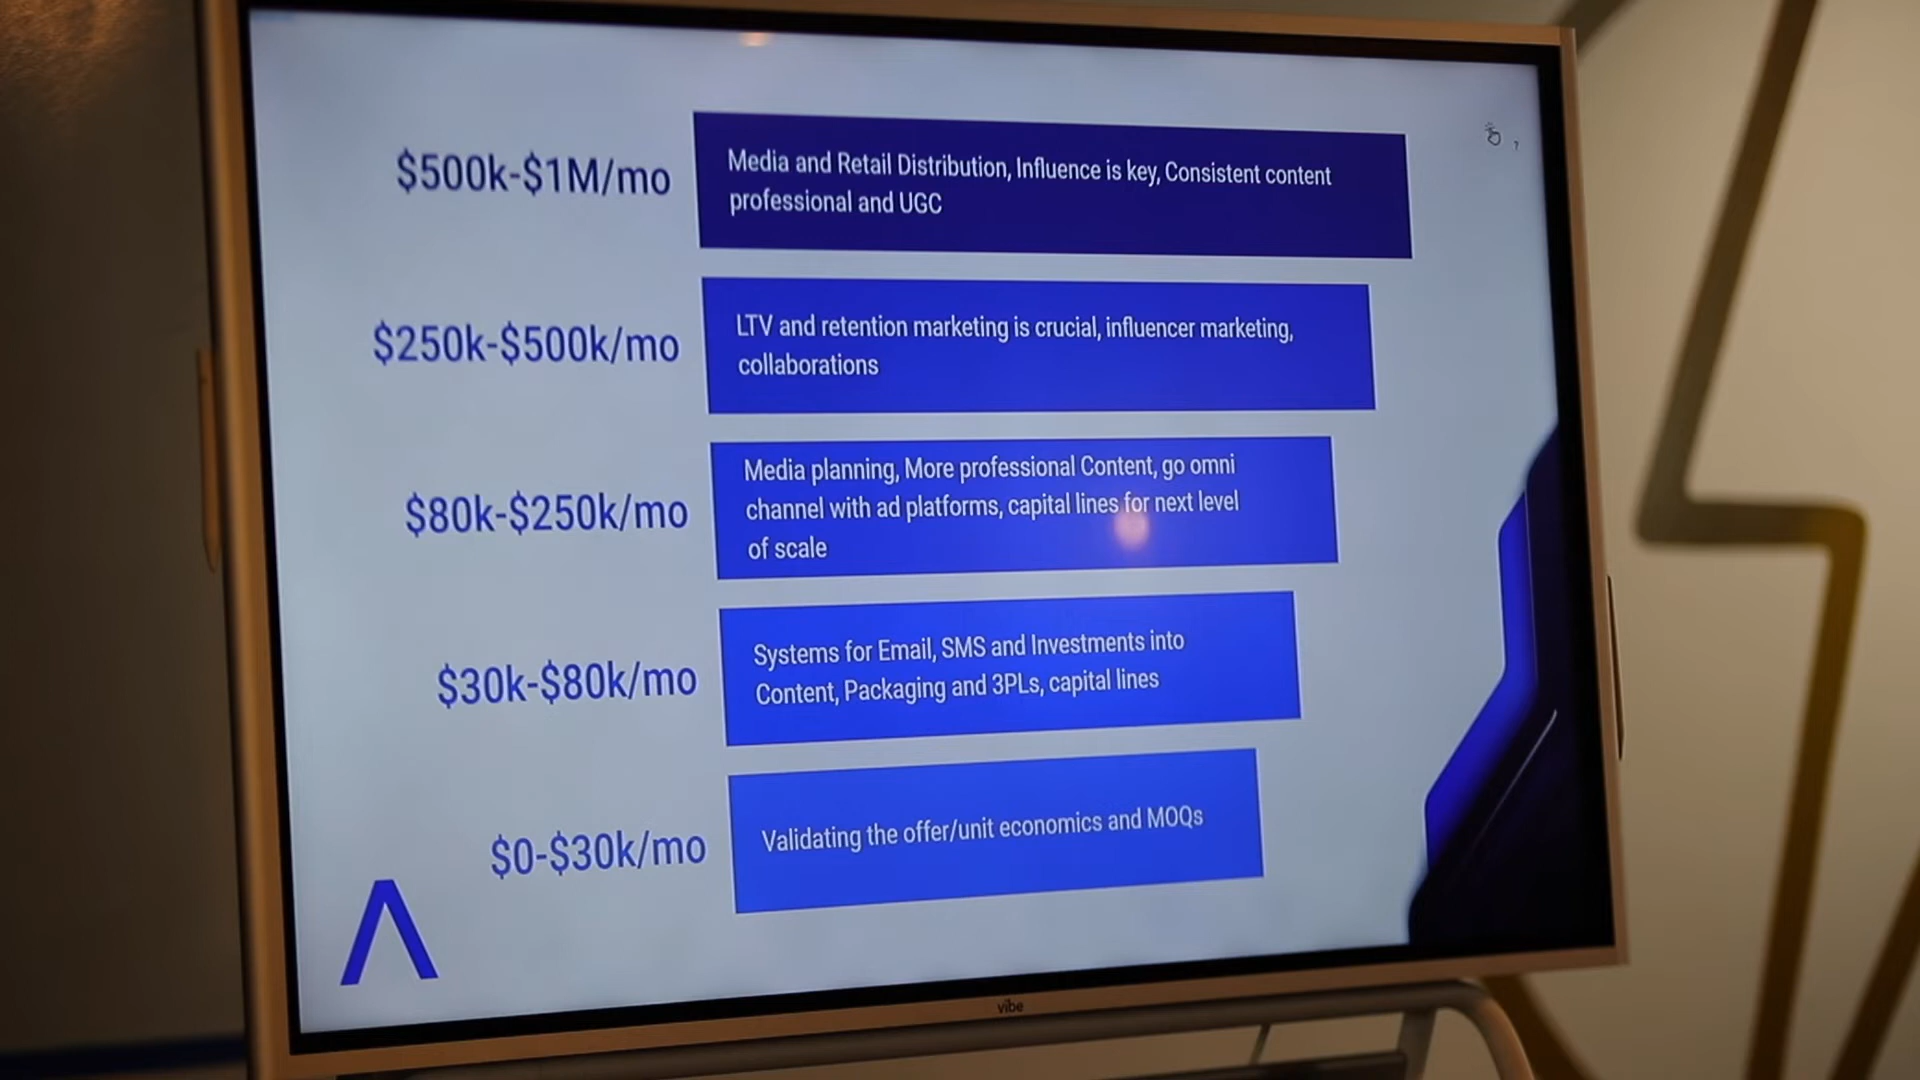 $500k-$1M/mo
Media and Retail Distribution, Influence is key, Consistent content
professional and UGC
$250k-$500k/mo
LTV and retention marketing is crucial, influencer marketing,
collaborations
$80k-$250k/mo
Media planning, More professional Content, go omni
channel with ad platforms, capital lines for next level
of scale
$30k-$80k/mo
Systems for Email, SMS and Investments into
Content, Packaging and 3PLs, capital lines
$0-$30k/mo
Validating the offer/unit economics and MOQs
vibe